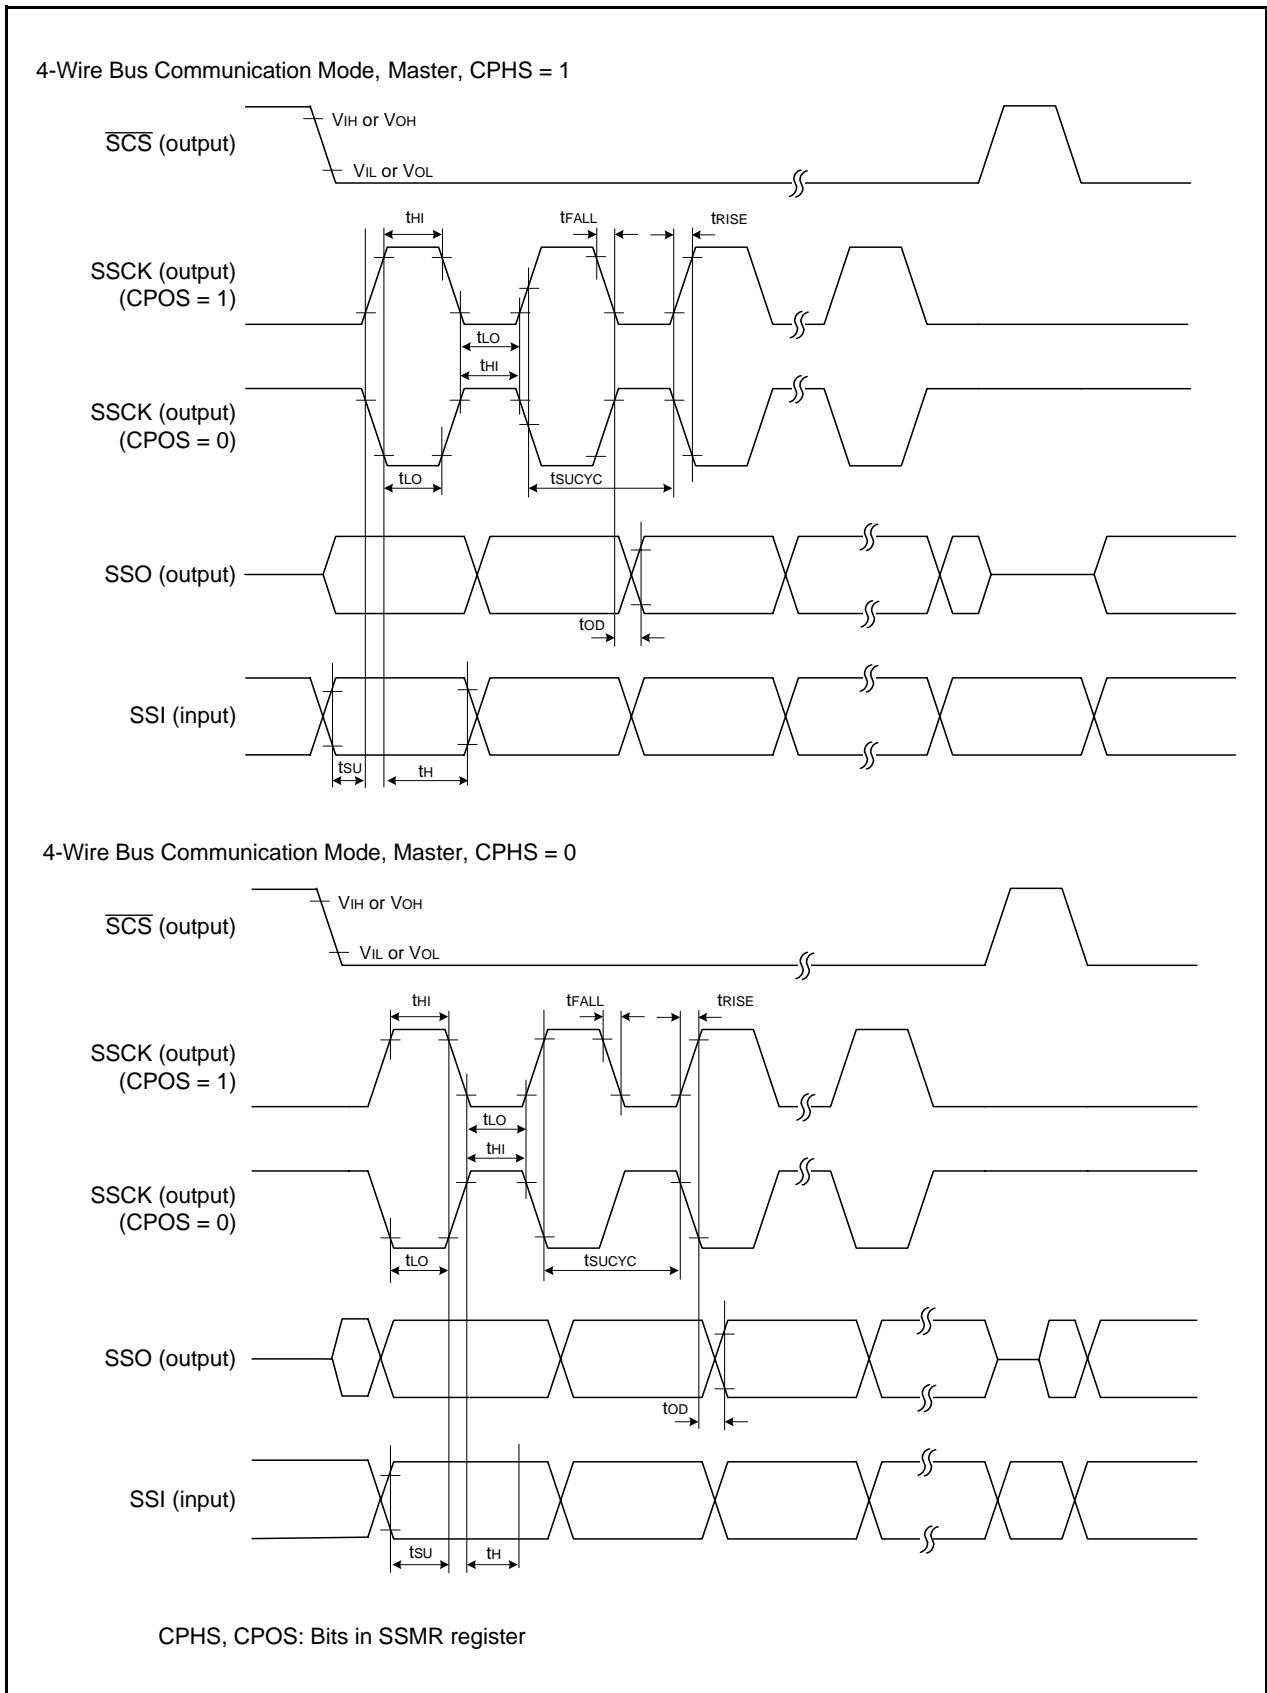 4-Wire Bus Communication Mode, Master, CPHS = 1
SCS (output)
VIH or VOH
VIL or VOL
tHI
tFALL
tRISE
SSCK (output)
(CPOS = 1)
tLO
tHI
SSCK (output)
(CPOS = 0)
tLO
tSUCYC
SSO (output)
tOD
SSI (input)
tSU
tH
4-Wire Bus Communication Mode, Master, CPHS = 0
SCS (output)
VIH or VOH
VIL or VOL
tHI
tFALL
tRISE
SSCK (output)
(CPOS = 1)
tLO
tHI
SSCK (output)
(CPOS = 0)
tLO
tSUCYC
SSO (output)
tOD
SSI (input)
tSU
tH
CPHS, CPOS: Bits in SSMR register